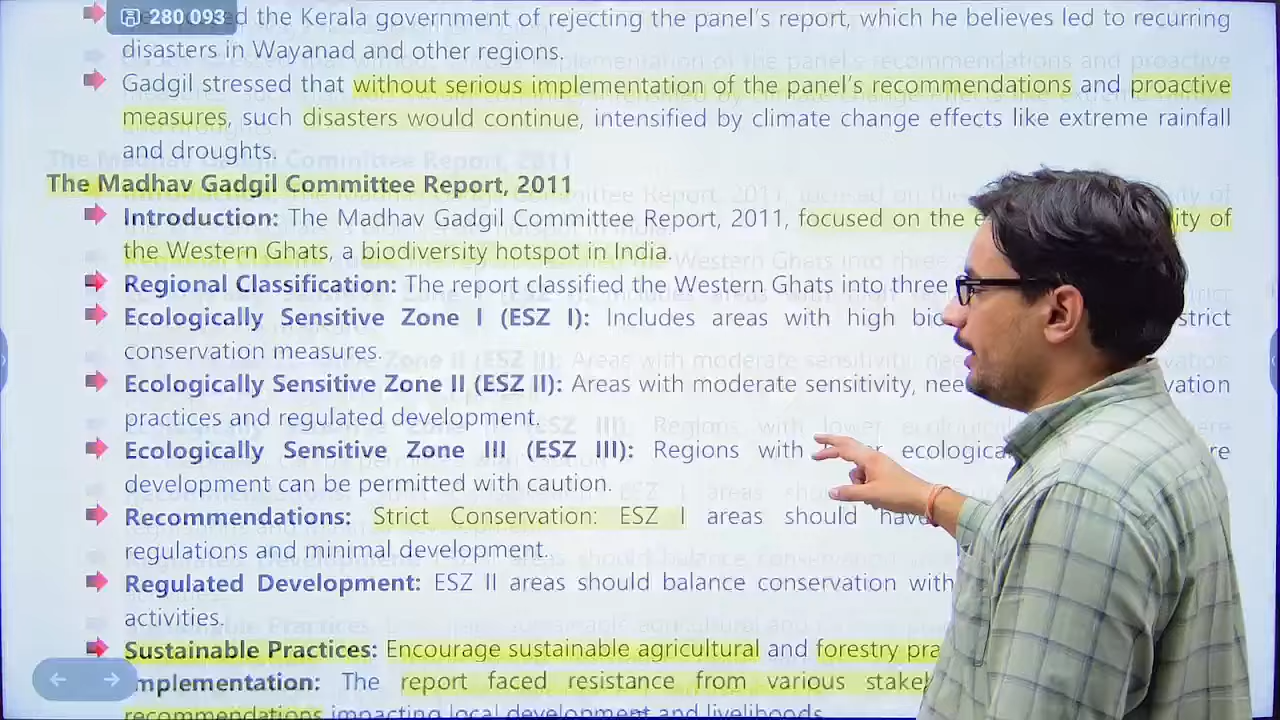 280 093
d the Kerala government of rejecting the panel's report, which he believes led to recurring
disasters in Wayanad and other regions.
Gadgil stressed that without serious implementation of the panel's recommendations and proactive
measures, such disasters would continue, intensified by climate change effects like extreme rainfall
and droughts.
The Madhav Gadgil Committee Report, 2011
Introduction: The Madhav Gadgil Committee Report, 2011, focused on the of
the Western Ghats, a biodiversity hotspot in India.
Regional Classification: The report classified the Western Ghats into three
Ecologically Sensitive Zone I (ESZ I): Includes areas with high strict
conservation measures.
Ecologically Sensitive Zone II (ESZ II): Areas with moderate sensitivity,
practices and regulated development.
Ecologically Sensitive Zone III (ESZ III): Regions with
development can be permitted with caution.
Recommendations: Strict Conservation: ESZ I areas should have
regulations and minimal development.
Regulated Development: ESZ II areas should balance conservation with
activities.
Sustainable Practices: Encourage sustainable agricultural and forestry
mplementation: The report faced resistance from various
recommendations impacting local development and livelihoods.